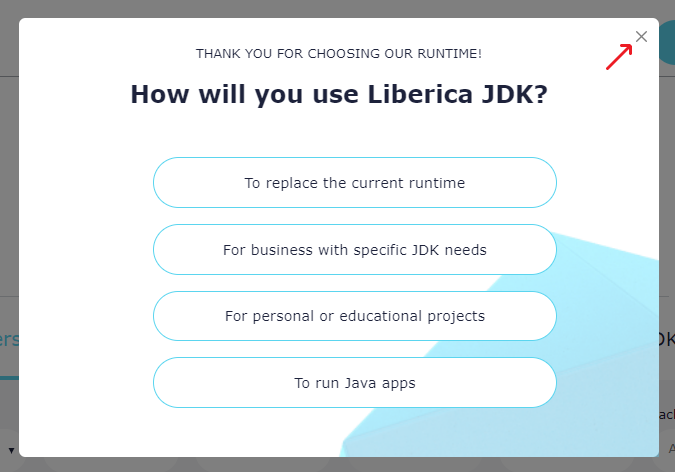 THANK YOU FOR CHOOSING OUR RUNTIME!
How will you use Liberica JDK?
To replace the current runtime
For business with specific JDK needs
For personal or educational projects
To run Java apps